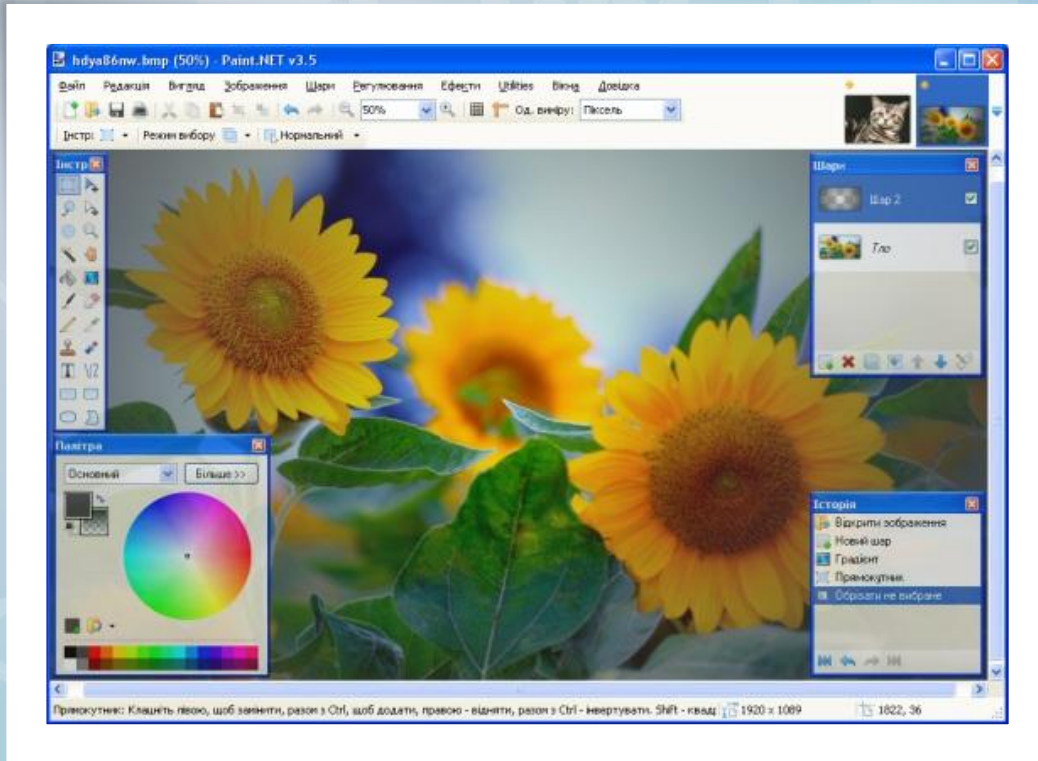 hdya86nw.bmp (50%) - Paint.NET v3.5
Файл Редакція Вигляд Зображення Шари Регулювання Ефекти Utilities Вікна Довідка
50% Од. виміру: Піксель
Інстр: Режим вибору Нормальний
Інстр
Шари
Шар 2
Тло
Палітра
Основний Більше >>
Історія
Відкрити зображення
Новий шар
Градієнт
Прямокутник
Обрізати не вибране
Прямокутник: Клацніть лівою, щоб замінити, разом з Ctrl, щоб додати, правою - відняти, разом з Ctrl - інвертувати. Shift - квад 1920 x 1089 1822, 36